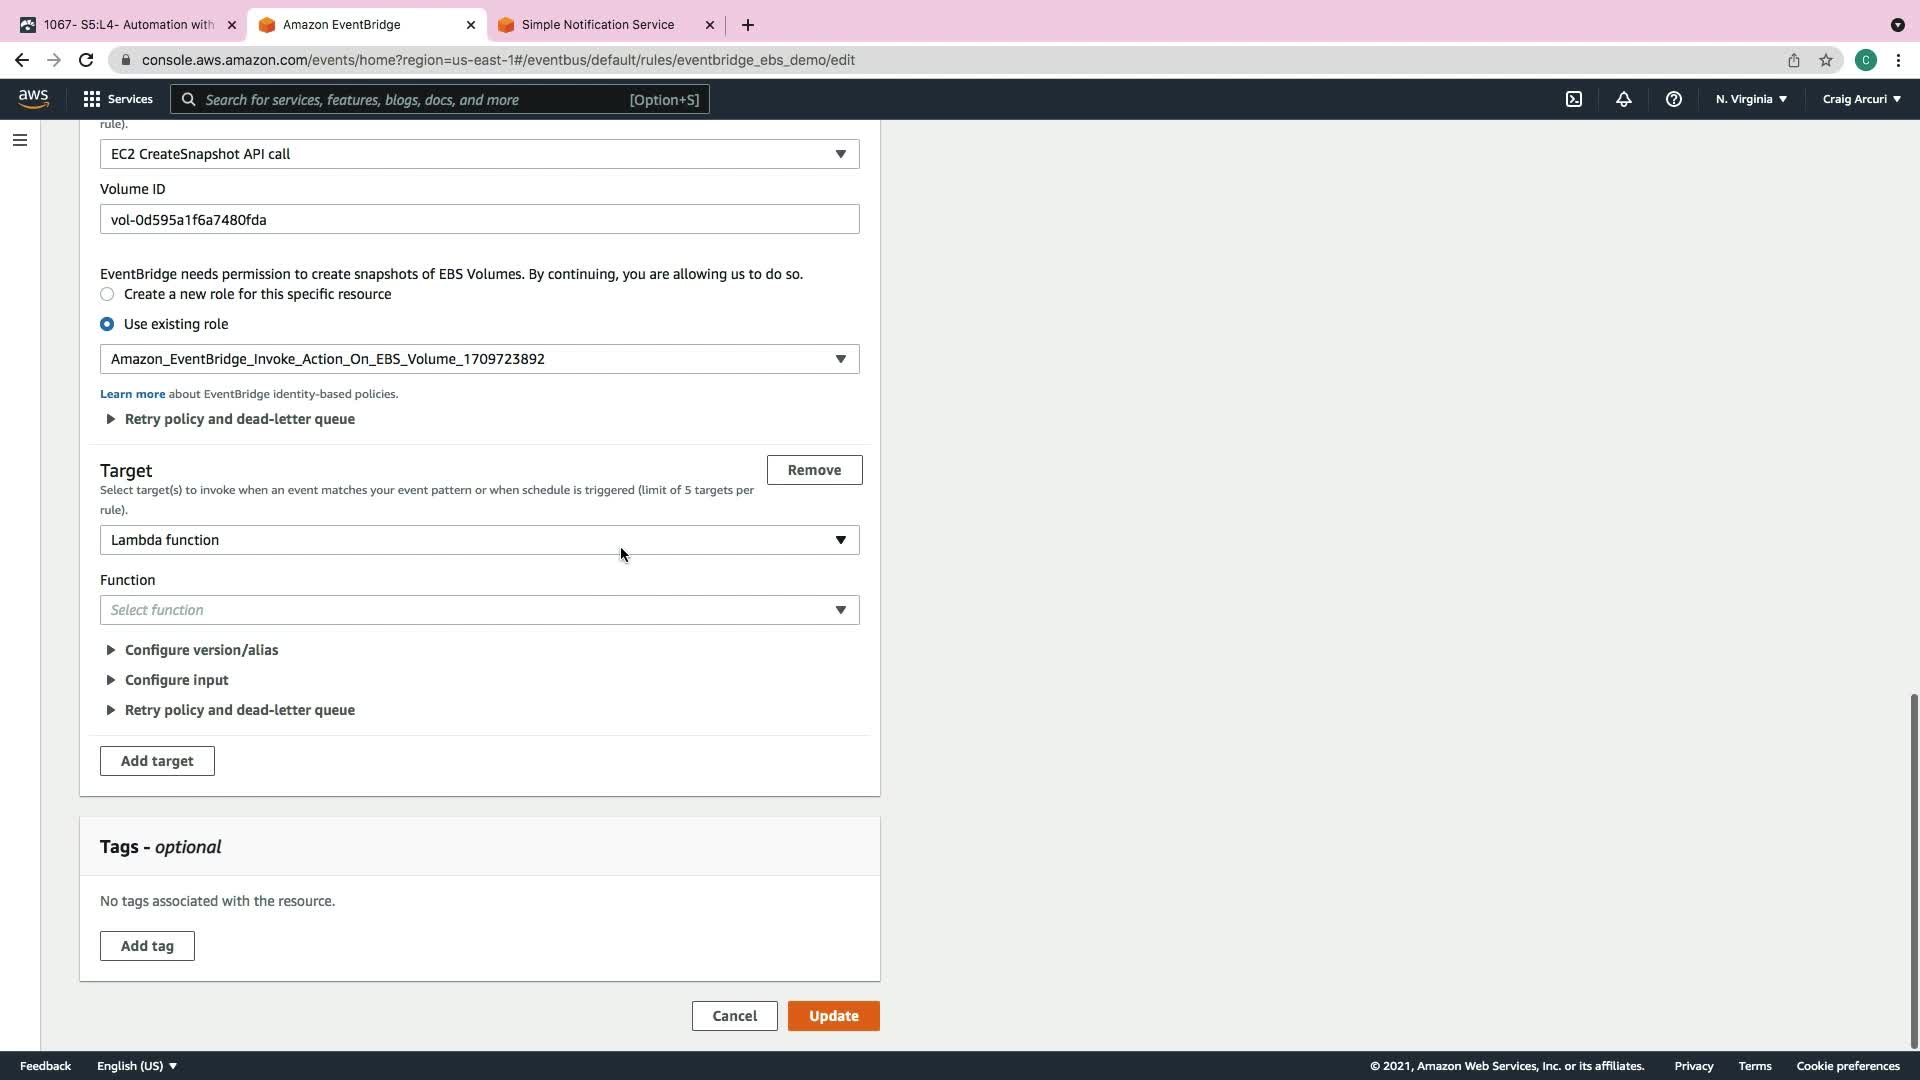 1067- S5:L4- Automation with
Amazon EventBridge
Simple Notification Service
console.aws.amazon.com/events/home?region=us-east-1#/eventbus/default/rules/eventbridge_ebs_demo/edit
C
aws
Services
Search for services, features, blogs, docs, and more
[Option+S]
N. Virginia
Craig Arcuri
rule).
EC2 CreateSnapshot API call
Volume ID
vol-0d595a1f6a7480fda
EventBridge needs permission to create snapshots of EBS Volumes. By continuing, you are allowing us to do so.
Create a new role for this specific resource
Use existing role
Amazon_EventBridge_Invoke_Action_On_EBS_Volume_1709723892
Learn more about EventBridge identity-based policies.
Retry policy and dead-letter queue
Target
Remove
Select target(s) to invoke when an event matches your event pattern or when schedule is triggered (limit of 5 targets per
rule).
Lambda function
Function
Select function
Configure version/alias
Configure input
Retry policy and dead-letter queue
Add target
Tags - optional
No tags associated with the resource.
Add tag
Cancel
Update
Feedback
English (US)
© 2021, Amazon Web Services, Inc. or its affiliates.
Privacy
Terms
Cookie preferences